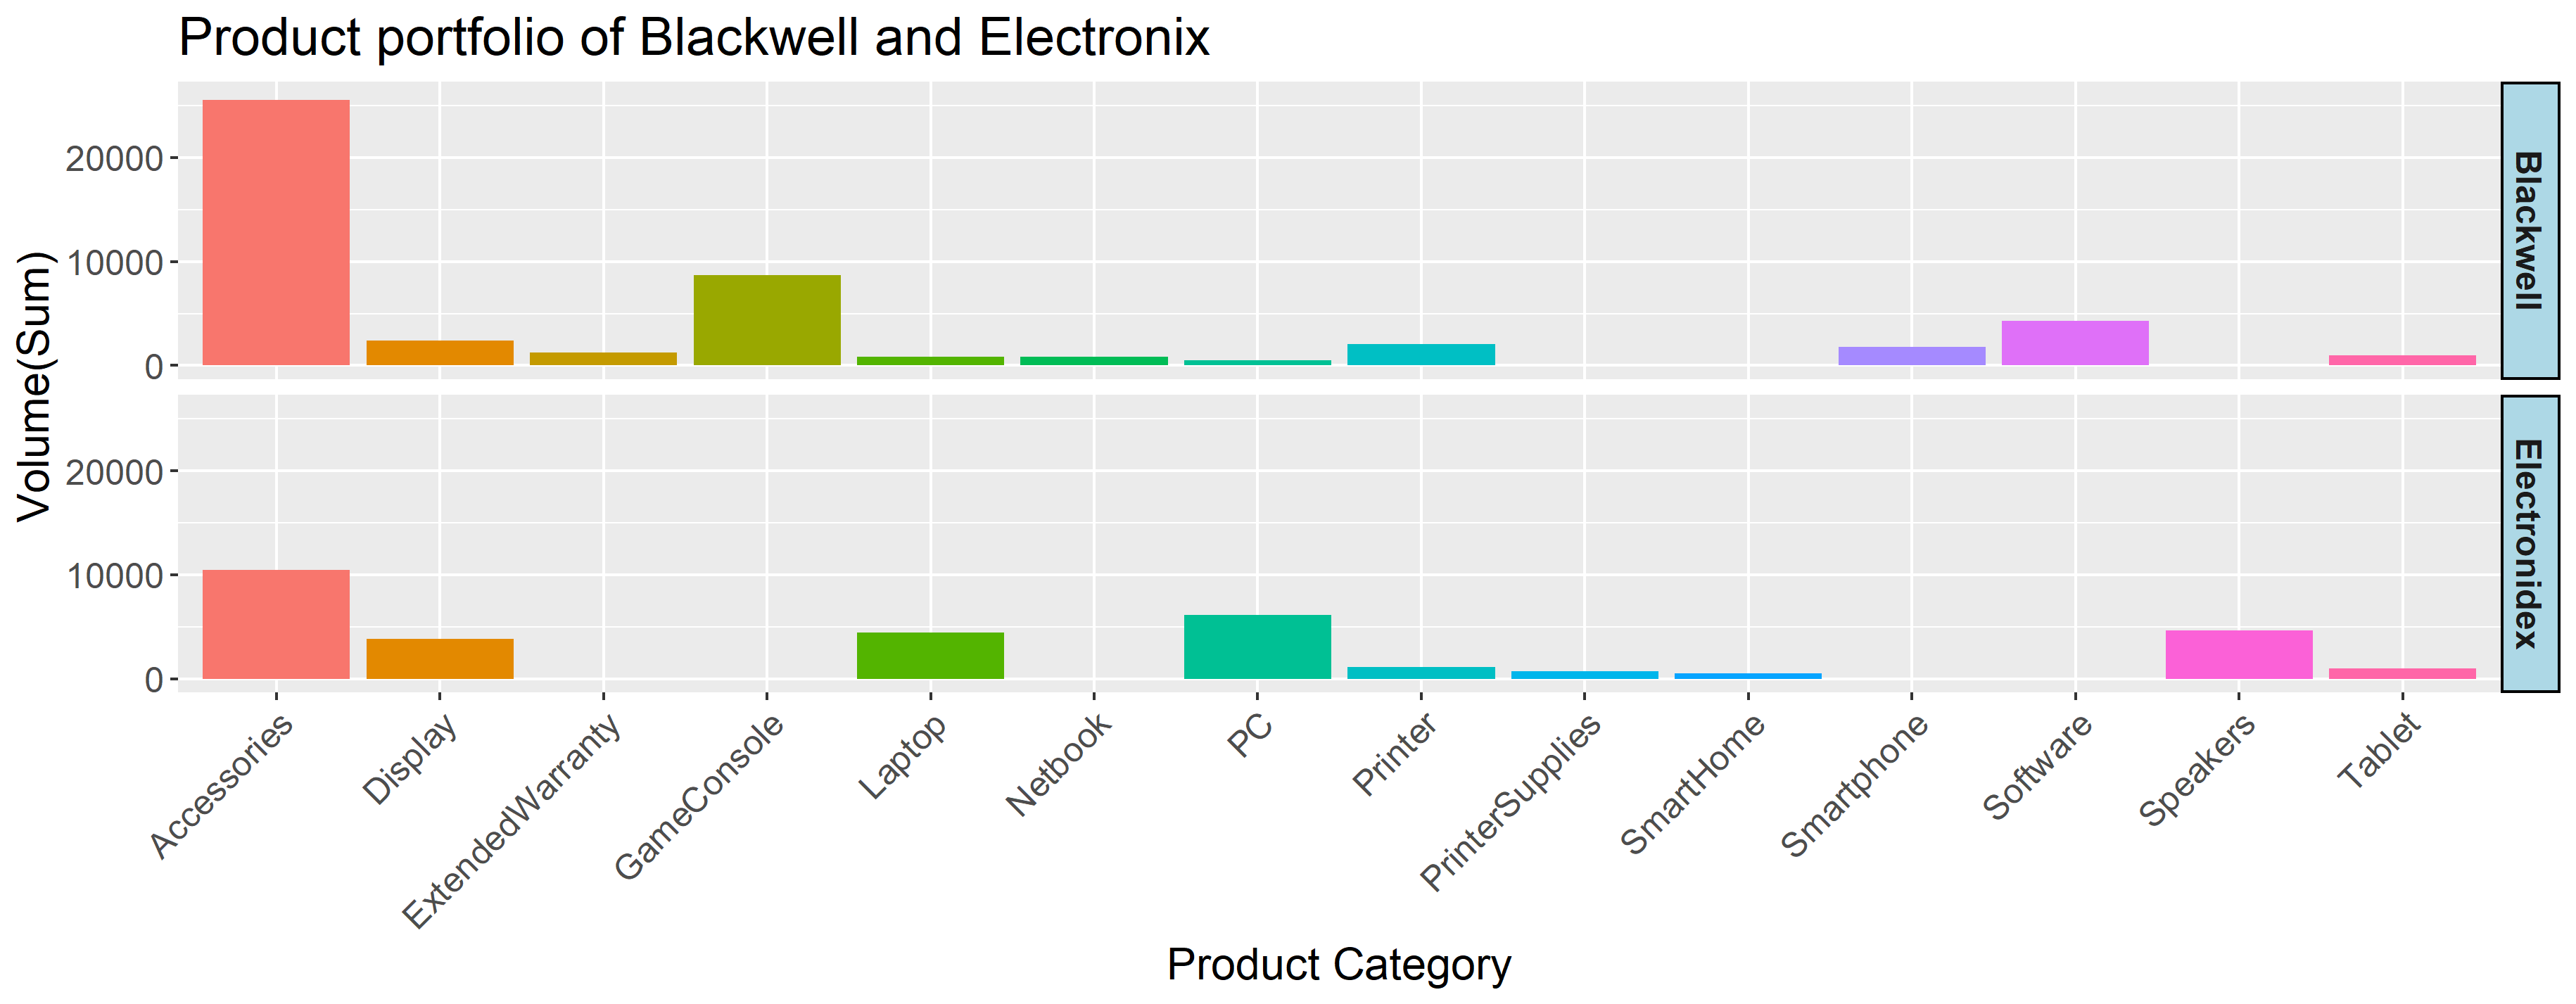 Product portfolio of Blackwell and Electronix
Volume(Sum)
20000
10000
0
Blackwell
20000
10000
0
Electronidex
Accessories
Display
ExtendedWarranty
GameConsole
Laptop
Netbook
PC
Printer
PrinterSupplies
SmartHome
Smartphone
Software
Speakers
Tablet
Product Category